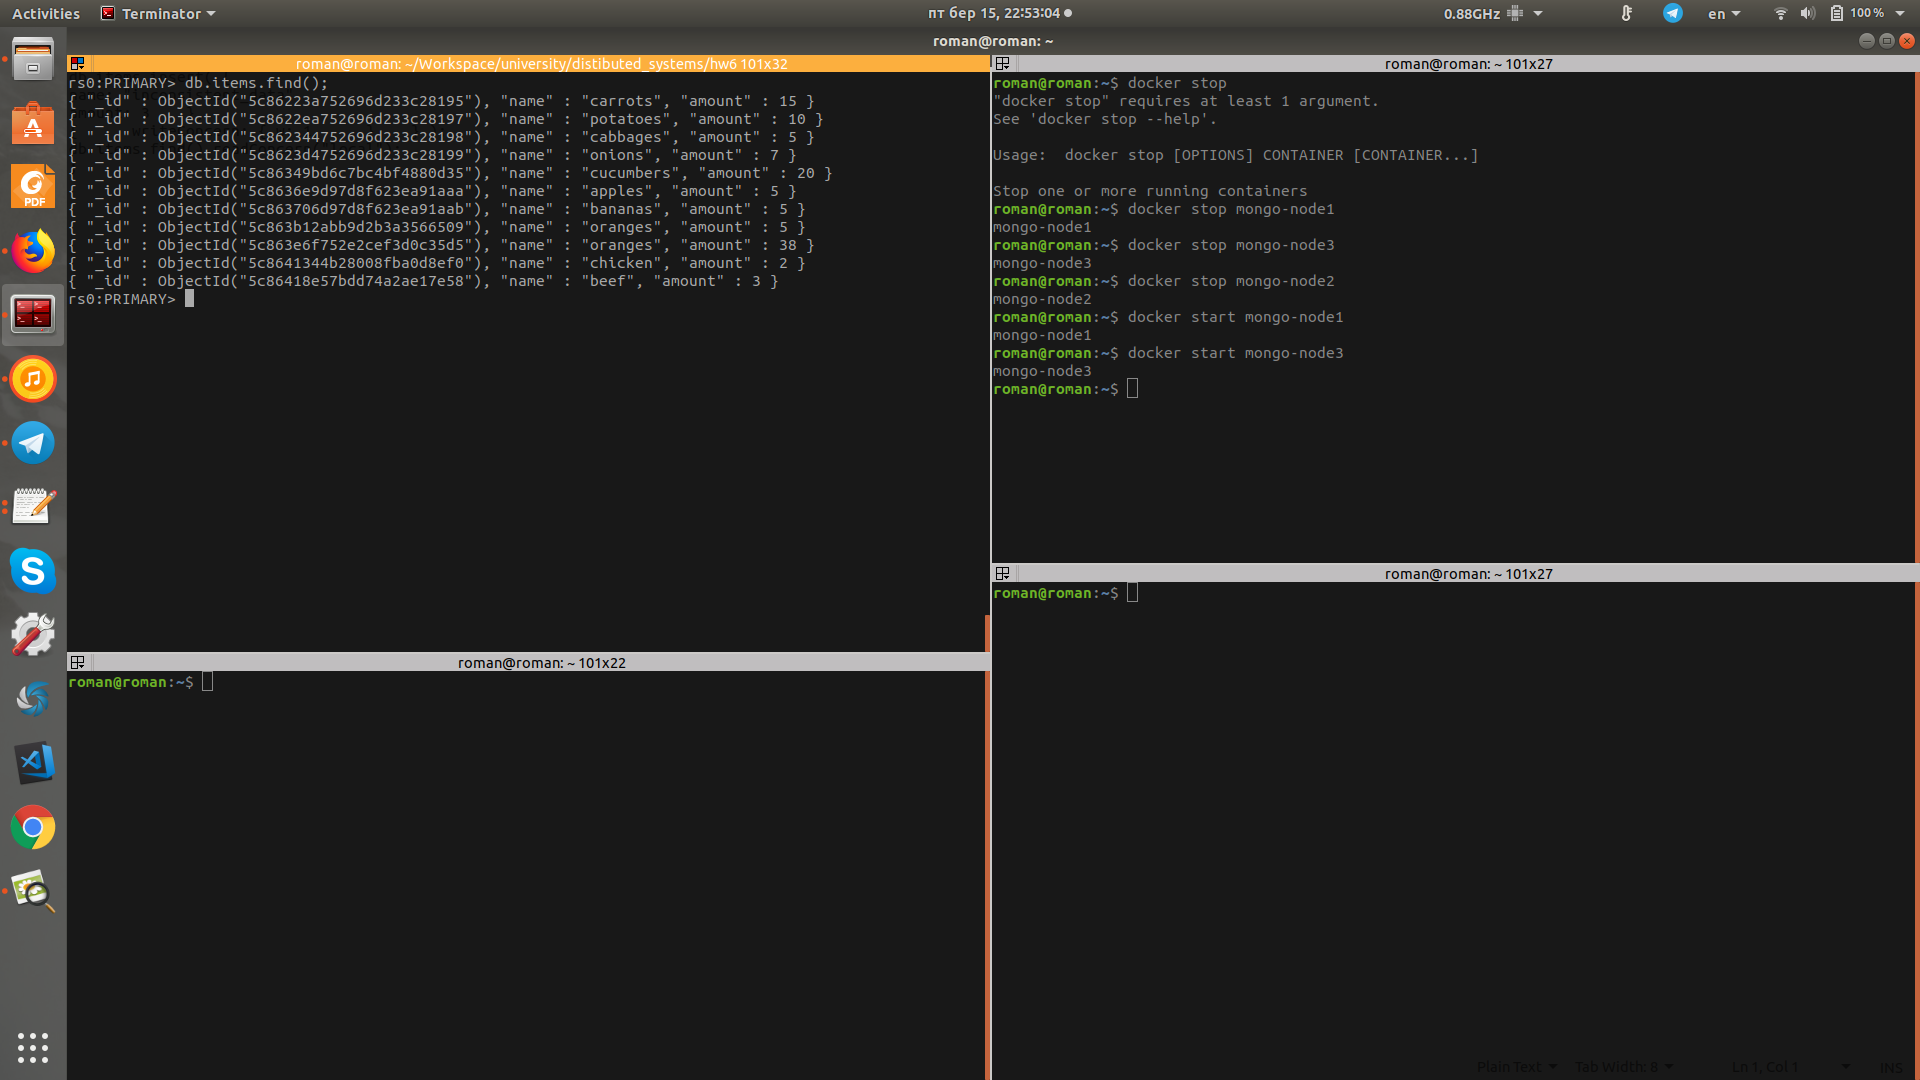 Activities
Terminator
пт бер 15, 22:53:04
0.88GHz
en
100 %
roman@roman: ~
roman@roman: ~/Workspace/university/distibuted_systems/hw6 101x32
rs0:PRIMARY> db.items.find();
{ "_id" : ObjectId("5c86223a752696d233c28195"), "name" : "carrots", "amount" : 15 }
{ "_id" : ObjectId("5c8622ea752696d233c28197"), "name" : "potatoes", "amount" : 10 }
{ "_id" : ObjectId("5c862344752696d233c28198"), "name" : "cabbages", "amount" : 5 }
{ "_id" : ObjectId("5c8623d4752696d233c28199"), "name" : "onions", "amount" : 7 }
{ "_id" : ObjectId("5c86349bd6c7bc4bf4880d35"), "name" : "cucumbers", "amount" : 20 }
{ "_id" : ObjectId("5c8636e9d97d8f623ea91aaa"), "name" : "apples", "amount" : 5 }
{ "_id" : ObjectId("5c863706d97d8f623ea91aab"), "name" : "bananas", "amount" : 5 }
{ "_id" : ObjectId("5c863b12abb9d2b3a3566509"), "name" : "oranges", "amount" : 5 }
{ "_id" : ObjectId("5c863e6f752e2cef3d0c35d5"), "name" : "oranges", "amount" : 38 }
{ "_id" : ObjectId("5c8641344b28008fba0d8ef0"), "name" : "chicken", "amount" : 2 }
{ "_id" : ObjectId("5c86418e57bdd74a2ae17e58"), "name" : "beef", "amount" : 3 }
rs0:PRIMARY>
roman@roman: ~ 101x22
roman@roman:~$
roman@roman: ~ 101x27
roman@roman:~$ docker stop
"docker stop" requires at least 1 argument.
See 'docker stop --help'.
Usage:  docker stop [OPTIONS] CONTAINER [CONTAINER...]
Stop one or more running containers
roman@roman:~$ docker stop mongo-node1
mongo-node1
roman@roman:~$ docker stop mongo-node3
mongo-node3
roman@roman:~$ docker stop mongo-node2
mongo-node2
roman@roman:~$ docker start mongo-node1
mongo-node1
roman@roman:~$ docker start mongo-node3
mongo-node3
roman@roman:~$
roman@roman: ~ 101x27
roman@roman:~$
Plain Text
Tab Width: 8
Ln 1, Col 1
INS
PDF